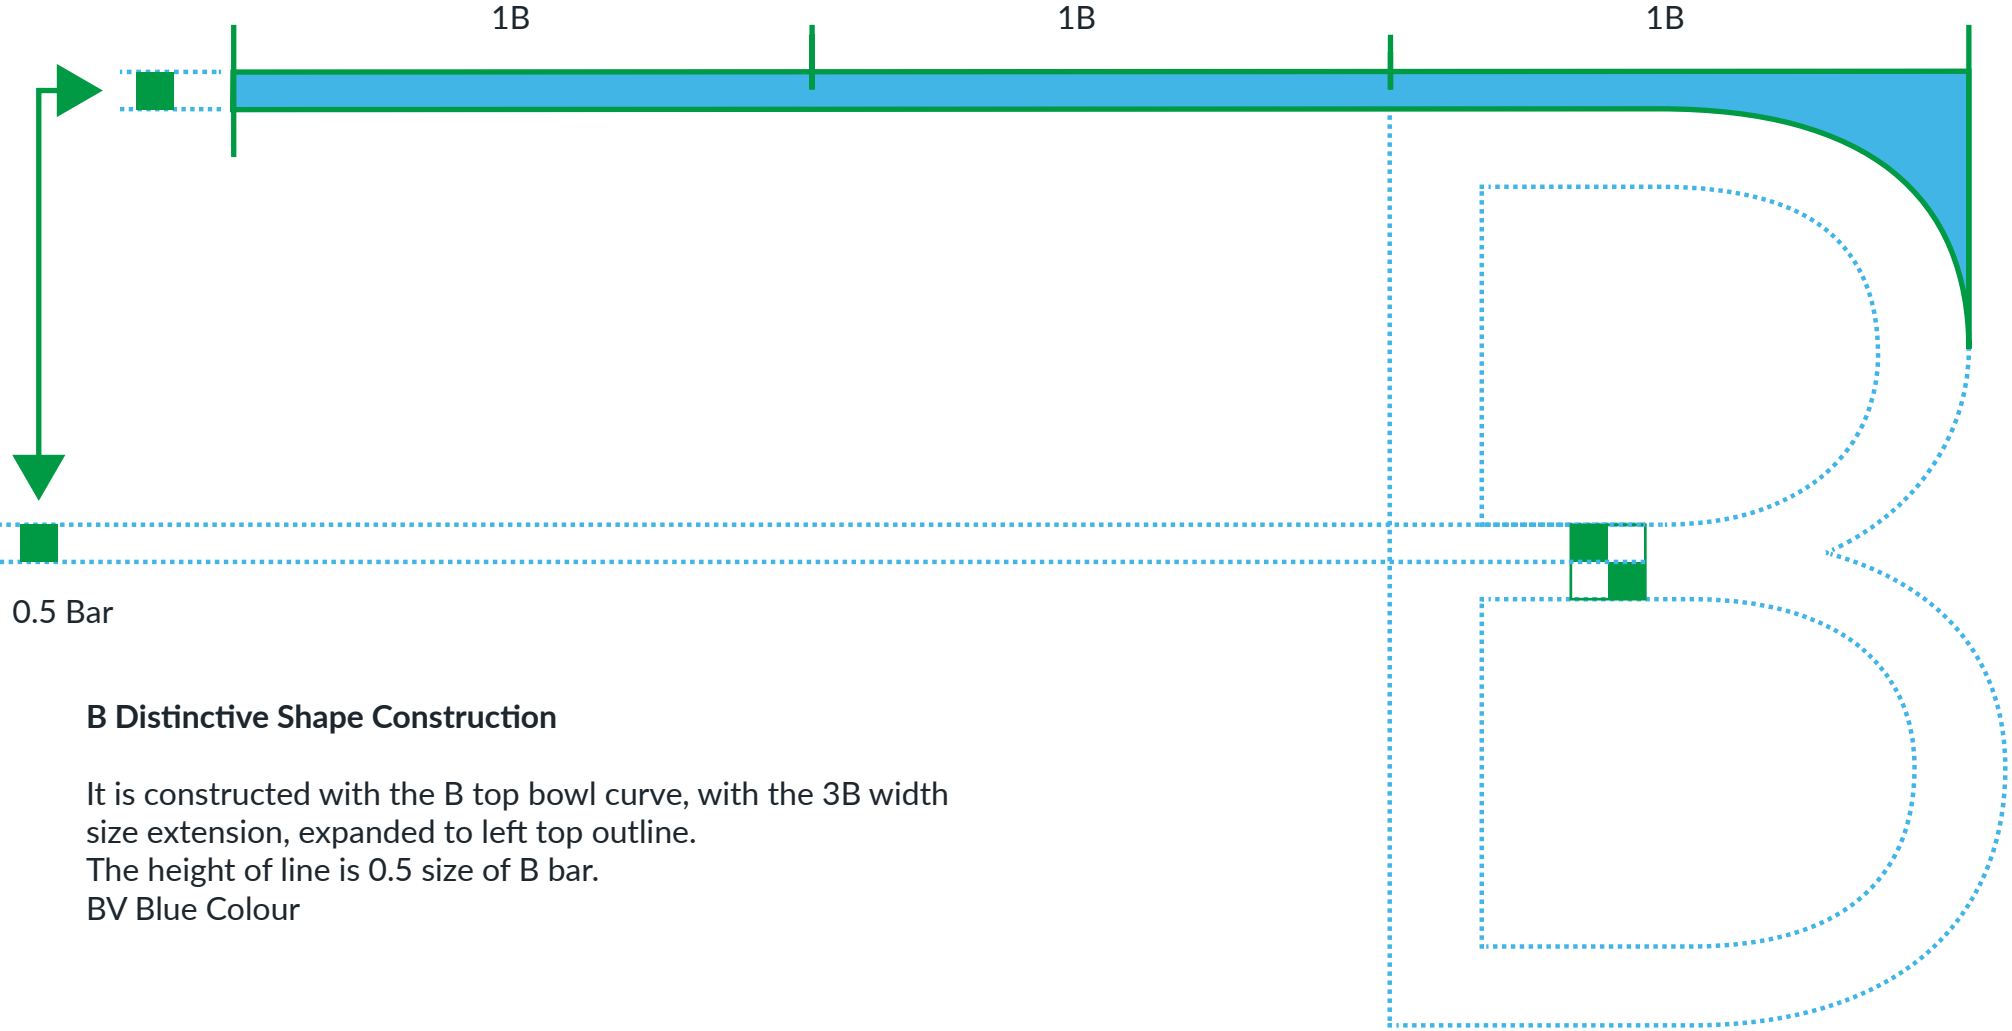 1B 1B 1B
0.5 Bar
B Distinctive Shape Construction
It is constructed with the B top bowl curve, with the 3B width
size extension, expanded to left top outline.
The height of line is 0.5 size of B bar.
BV Blue Colour
B